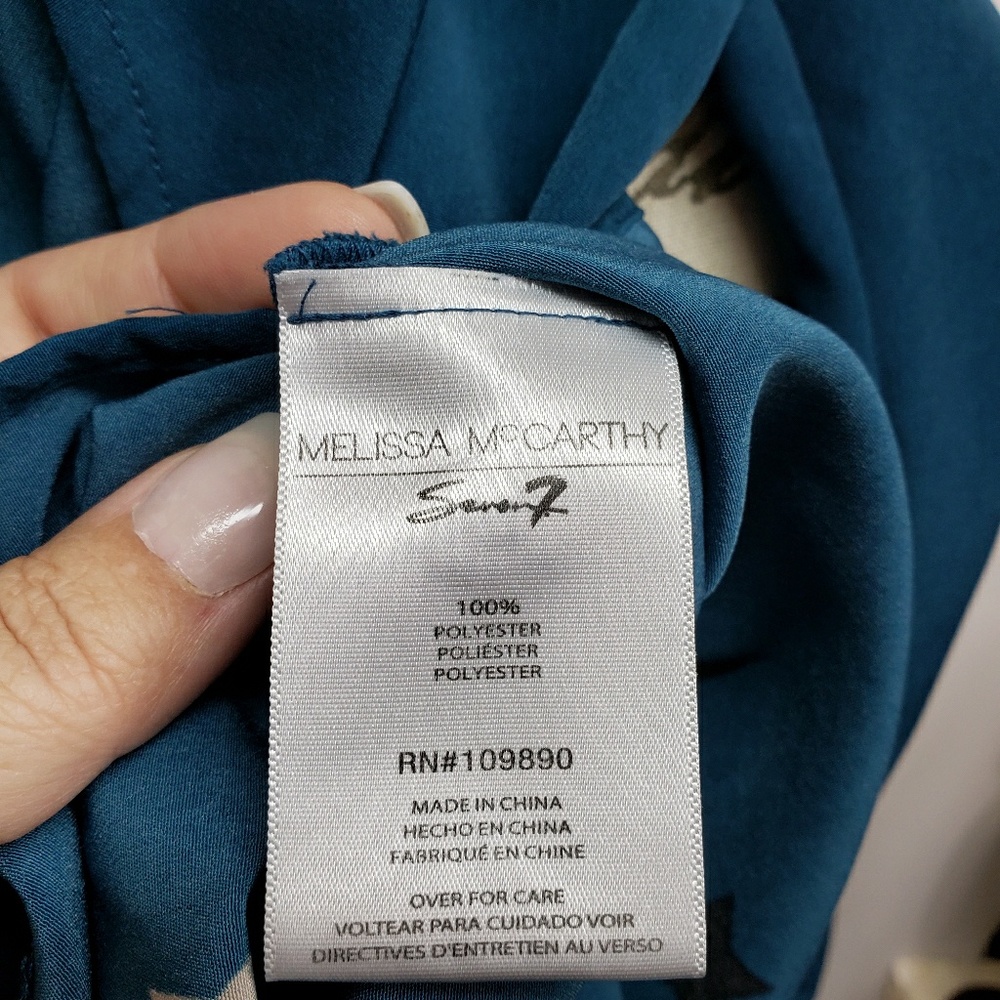 MELISSA McCARTHY
Seven7
100%
POLYESTER
POLIÉSTER
POLYESTER
RN#109890
MADE IN CHINA
HECHO EN CHINA
FABRIQUÉ EN CHINE
OVER FOR CARE
VOLTEAR PARA CUIDADO VOIR
DIRECTIVES D'ENTRETIEN AU VERSO